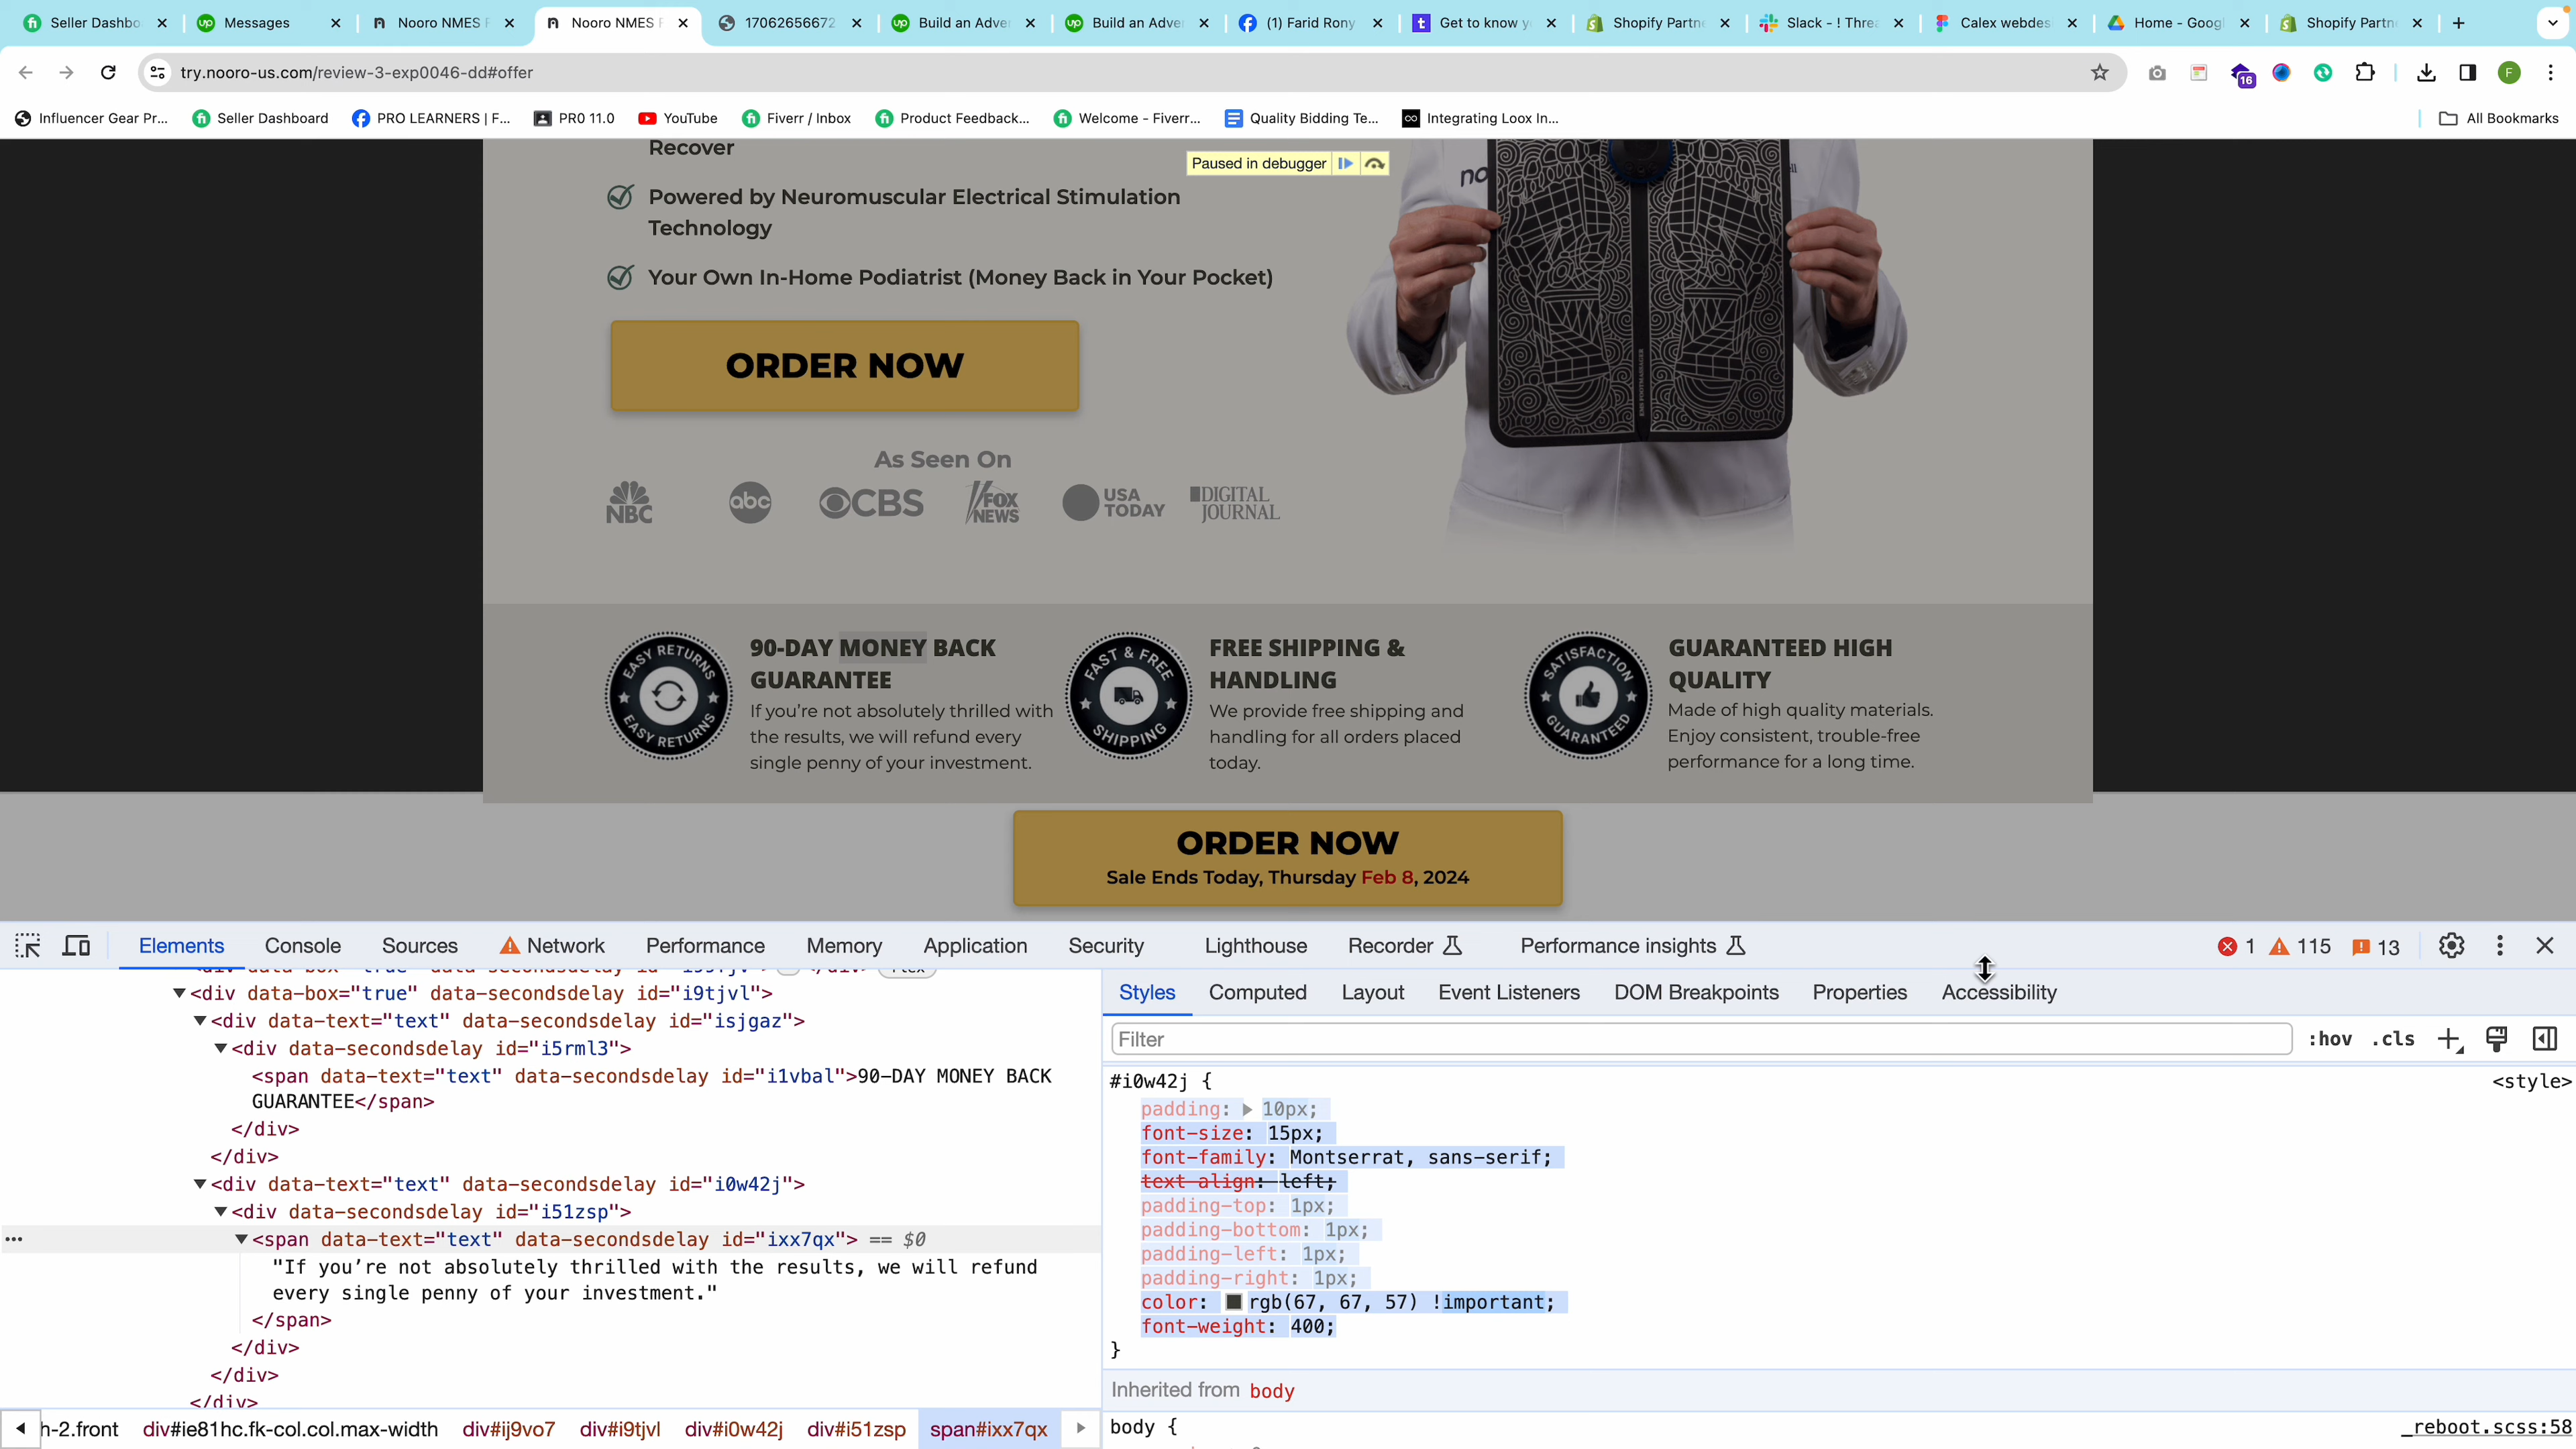 Seller Dashbo
Messages
Nooro NMES F
Nooro NMES F
17062656672
Build an Adve
Build an Adve
(1) Farid Rony
Get to know y
Shopify Partn
Slack - ! Threa
Calex webdes
Home - Googl
Shopify Partn
try.nooro-us.com/review-3-exp0046-dd#offer
16
F
Influencer Gear Pr...
Seller Dashboard
PRO LEARNERS | F...
PR0 11.0
YouTube
Fiverr / Inbox
Product Feedback...
Welcome - Fiverr...
Quality Bidding Te...
Integrating Loox In...
All Bookmarks
Recover
Paused in debugger
Powered by Neuromuscular Electrical Stimulation
Technology
Your Own In-Home Podiatrist (Money Back in Your Pocket)
ORDER NOW
As Seen On
NBC
abc
CBS
FOX
NEWS
USA
TODAY
DIGITAL
JOURNAL
EASY RETURNS
EASY RETURNS
90-DAY MONEY BACK
GUARANTEE
If you’re not absolutely thrilled with
the results, we will refund every
single penny of your investment.
FAST & FREE
SHIPPING
FREE SHIPPING &
HANDLING
We provide free shipping and
handling for all orders placed
today.
SATISFACTION
GUARANTEED
GUARANTEED HIGH
QUALITY
Made of high quality materials.
Enjoy consistent, trouble-free
performance for a long time.
ORDER NOW
Sale Ends Today, Thursday Feb 8, 2024
Elements
Console
Sources
Network
Performance
Memory
Application
Security
Lighthouse
Recorder
Performance insights
1
115
13
<div data-box="true" data-secondsdelay id="i9tjvl">
<div data-text="text" data-secondsdelay id="isjgaz">
<div data-secondsdelay id="i5rml3">
<span data-text="text" data-secondsdelay id="i1vbal">90-DAY MONEY BACK
GUARANTEE</span>
</div>
</div>
<div data-text="text" data-secondsdelay id="i0w42j">
<div data-secondsdelay id="i51zsp">
<span data-text="text" data-secondsdelay id="ixx7qx"> == $0
"If you’re not absolutely thrilled with the results, we will refund
every single penny of your investment."
</span>
</div>
</div>
</div>
h-2.front
div#ie81hc.fk-col.col.max-width
div#ij9vo7
div#i9tjvl
div#i0w42j
div#i51zsp
span#ixx7qx
Styles
Computed
Layout
Event Listeners
DOM Breakpoints
Properties
Accessibility
Filter
:hov
.cls
#i0w42j {
<style>
padding: 10px;
font-size: 15px;
font-family: Montserrat, sans-serif;
text-align: left;
padding-top: 1px;
padding-bottom: 1px;
padding-left: 1px;
padding-right: 1px;
color: rgb(67, 67, 57) !important;
font-weight: 400;
}
Inherited from body
body {
_reboot.scss:58